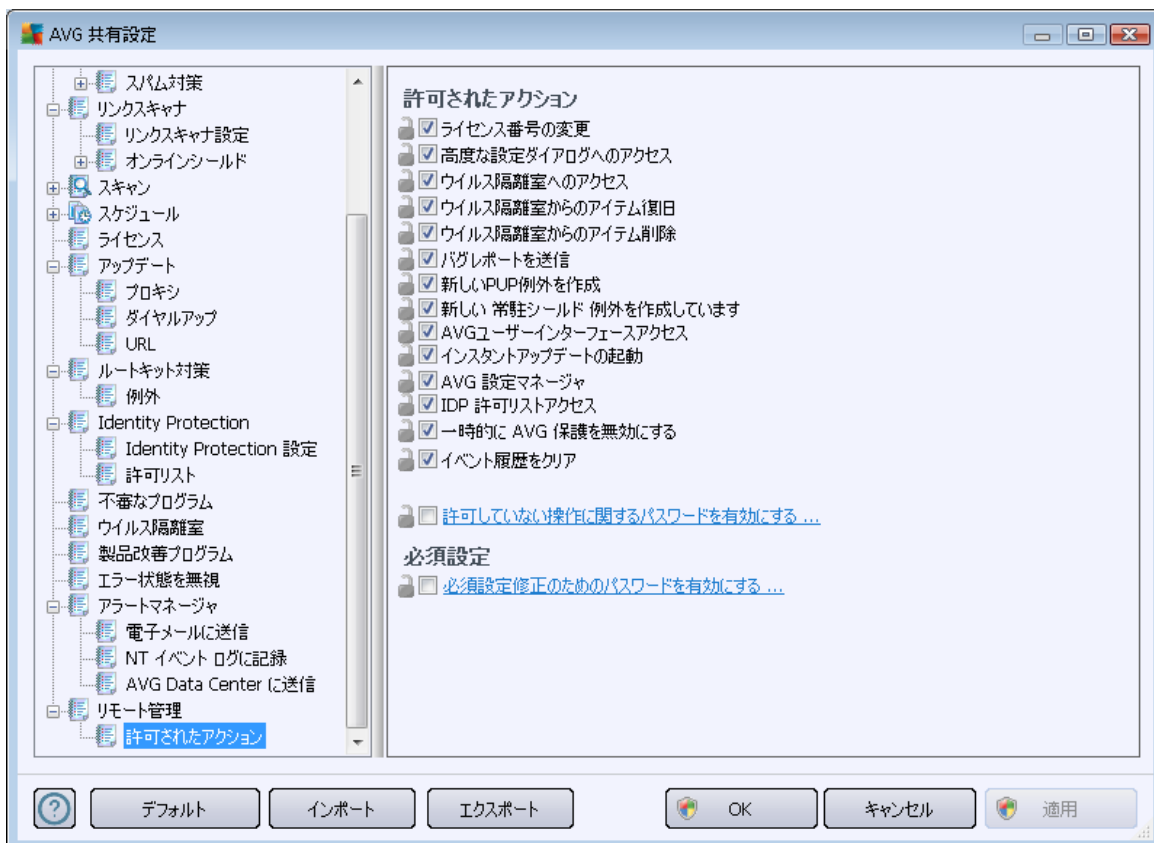 AVG 共有設定
スパム対策
リンクスキャナ
リンクスキャナ設定
オンラインシールド
スキャン
スケジュール
ライセンス
アップデート
プロキシ
ダイヤルアップ
URL
ルートキット対策
例外
Identity Protection
Identity Protection 設定
許可リスト
不審なプログラム
ウイルス隔離室
製品改善プログラム
エラー状態を無視
アラートマネージャ
電子メールに送信
NT イベント ログに記録
AVG Data Center に送信
リモート管理
許可されたアクション
許可されたアクション
ライセンス番号の変更
高度な設定ダイアログへのアクセス
ウイルス隔離室へのアクセス
ウイルス隔離室からのアイテム復旧
ウイルス隔離室からのアイテム削除
バグレポートを送信
新しいPUP例外を作成
新しい 常駐シールド 例外を作成しています
AVGユーザーインターフェースアクセス
インスタントアップデートの起動
AVG 設定マネージャ
IDP 許可リストアクセス
一時的に AVG 保護を無効にする
イベント履歴をクリア
許可していない操作に関するパスワードを有効にする ...
必須設定
必須設定修正のためのパスワードを有効にする ...
デフォルト
インポート
エクスポート
OK
キャンセル
適用